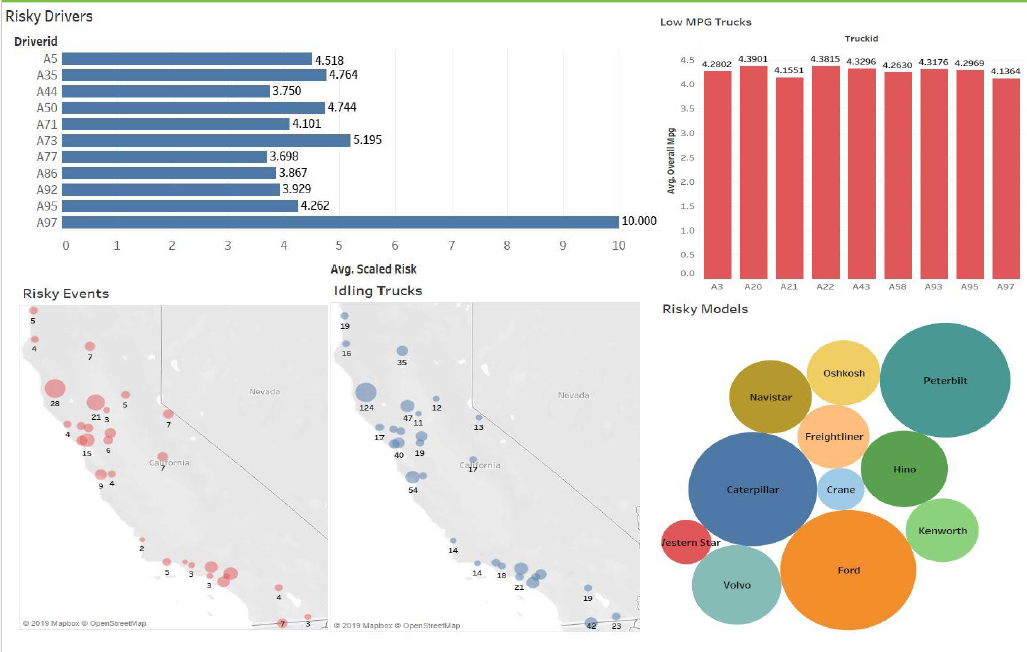 Risky Drivers
Driverid
A5 4.518
A35 4.764
A44 3.750
A50 4.744
A71 4.101
A73 5.195
A77 3.698
A86 3.867
A92 3.929
A95 4.262
A97 10.000
0 1 2 3 4 5 6 7 8 9 10
Avg. Scaled Risk
Low MPG Trucks
Truckid
Avg. Overall Mpg
4.5
4.0
3.5
3.0
2.5
2.0
1.5
1.0
0.5
0.0
4.2802 4.3901 4.1551 4.3815 4.3296 4.2630 4.3176 4.2969 4.1364
A3 A20 A21 A22 A43 A58 A93 A95 A97
Risky Events
5
4
7
Nevada
28
5
21 3
7
4
15 6
7
California
9 4
2
5 3
3
4
7 3
© 2019 Mapbox © OpenStreetMap
Idling Trucks
19
16
35
Nevada
124
12
47 11
13
17
40 19
17
California
54
14
14 18
21
19
42 23
© 2019 Mapbox © OpenStreetMap
Risky Models
Peterbilt
Oshkosh
Navistar
Freightliner
Hino
Caterpillar
Crane
Kenworth
estern Star
Ford
Volvo